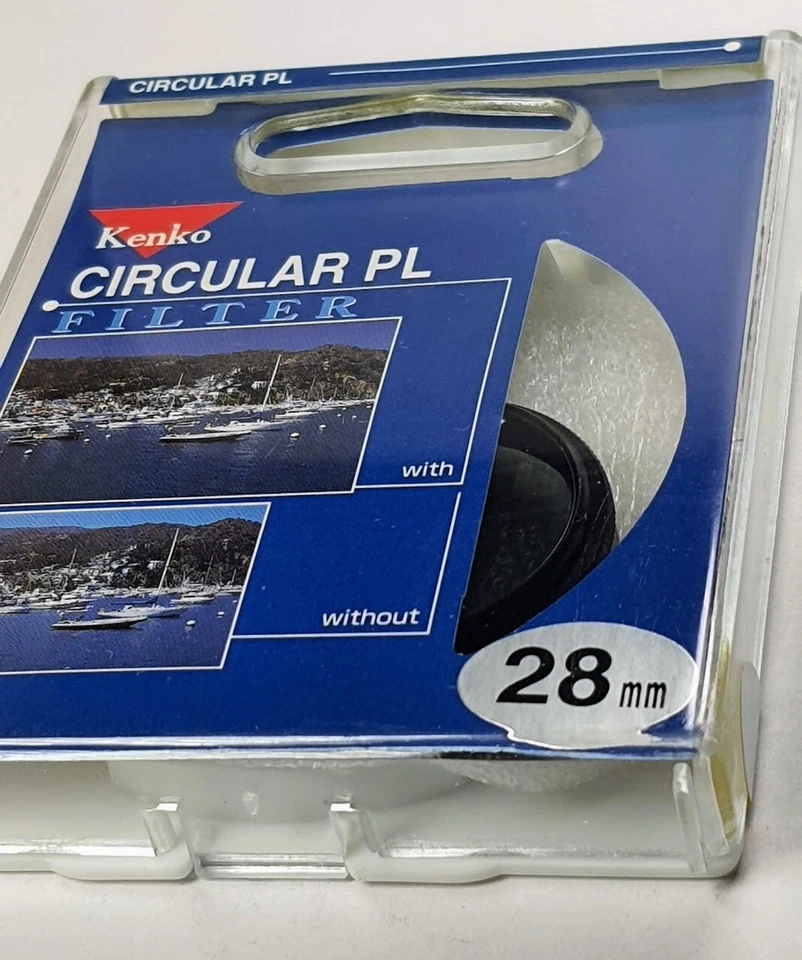 CIRCULAR PL
Kenko
CIRCULAR PL
FILTER
with
without
28mm